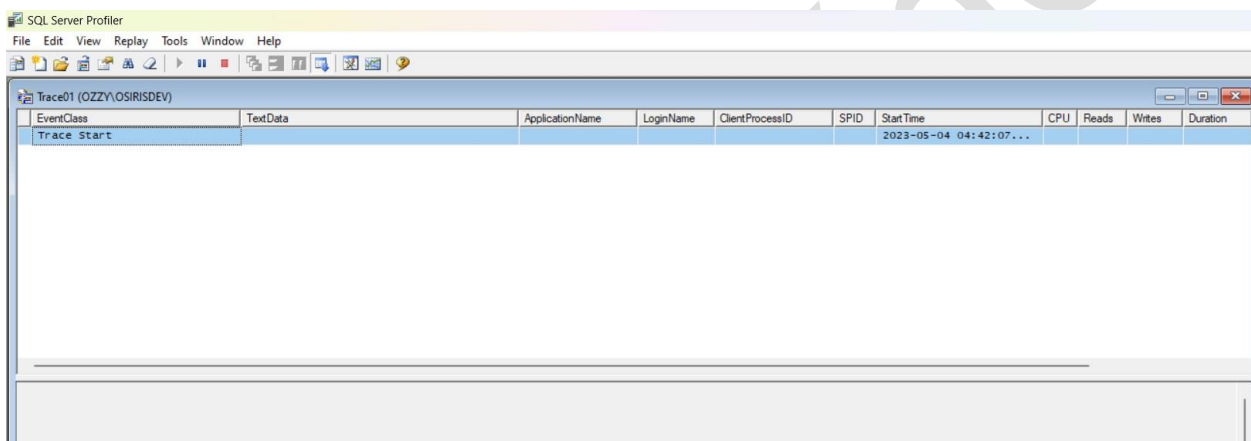 SQL Server Profiler
File Edit View Replay Tools Window Help
Trace01 (OZZY\OSIRISDEV)
EventClass TextData ApplicationName LoginName ClientProcessID SPID StartTime CPU Reads Writes Duration
Trace Start 2023-05-04 04:42:07...